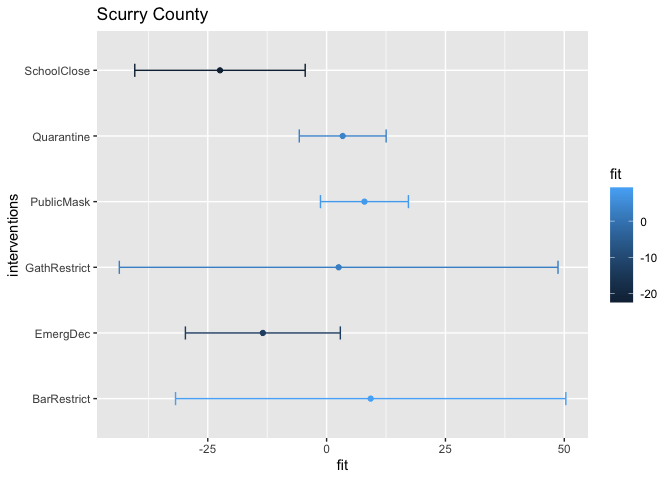 Scurry County
SchoolClose
Quarantine
PublicMask
GathRestrict
EmergDec
BarRestrict
interventions
-25
0
25
50
fit
fit
0
-10
-20